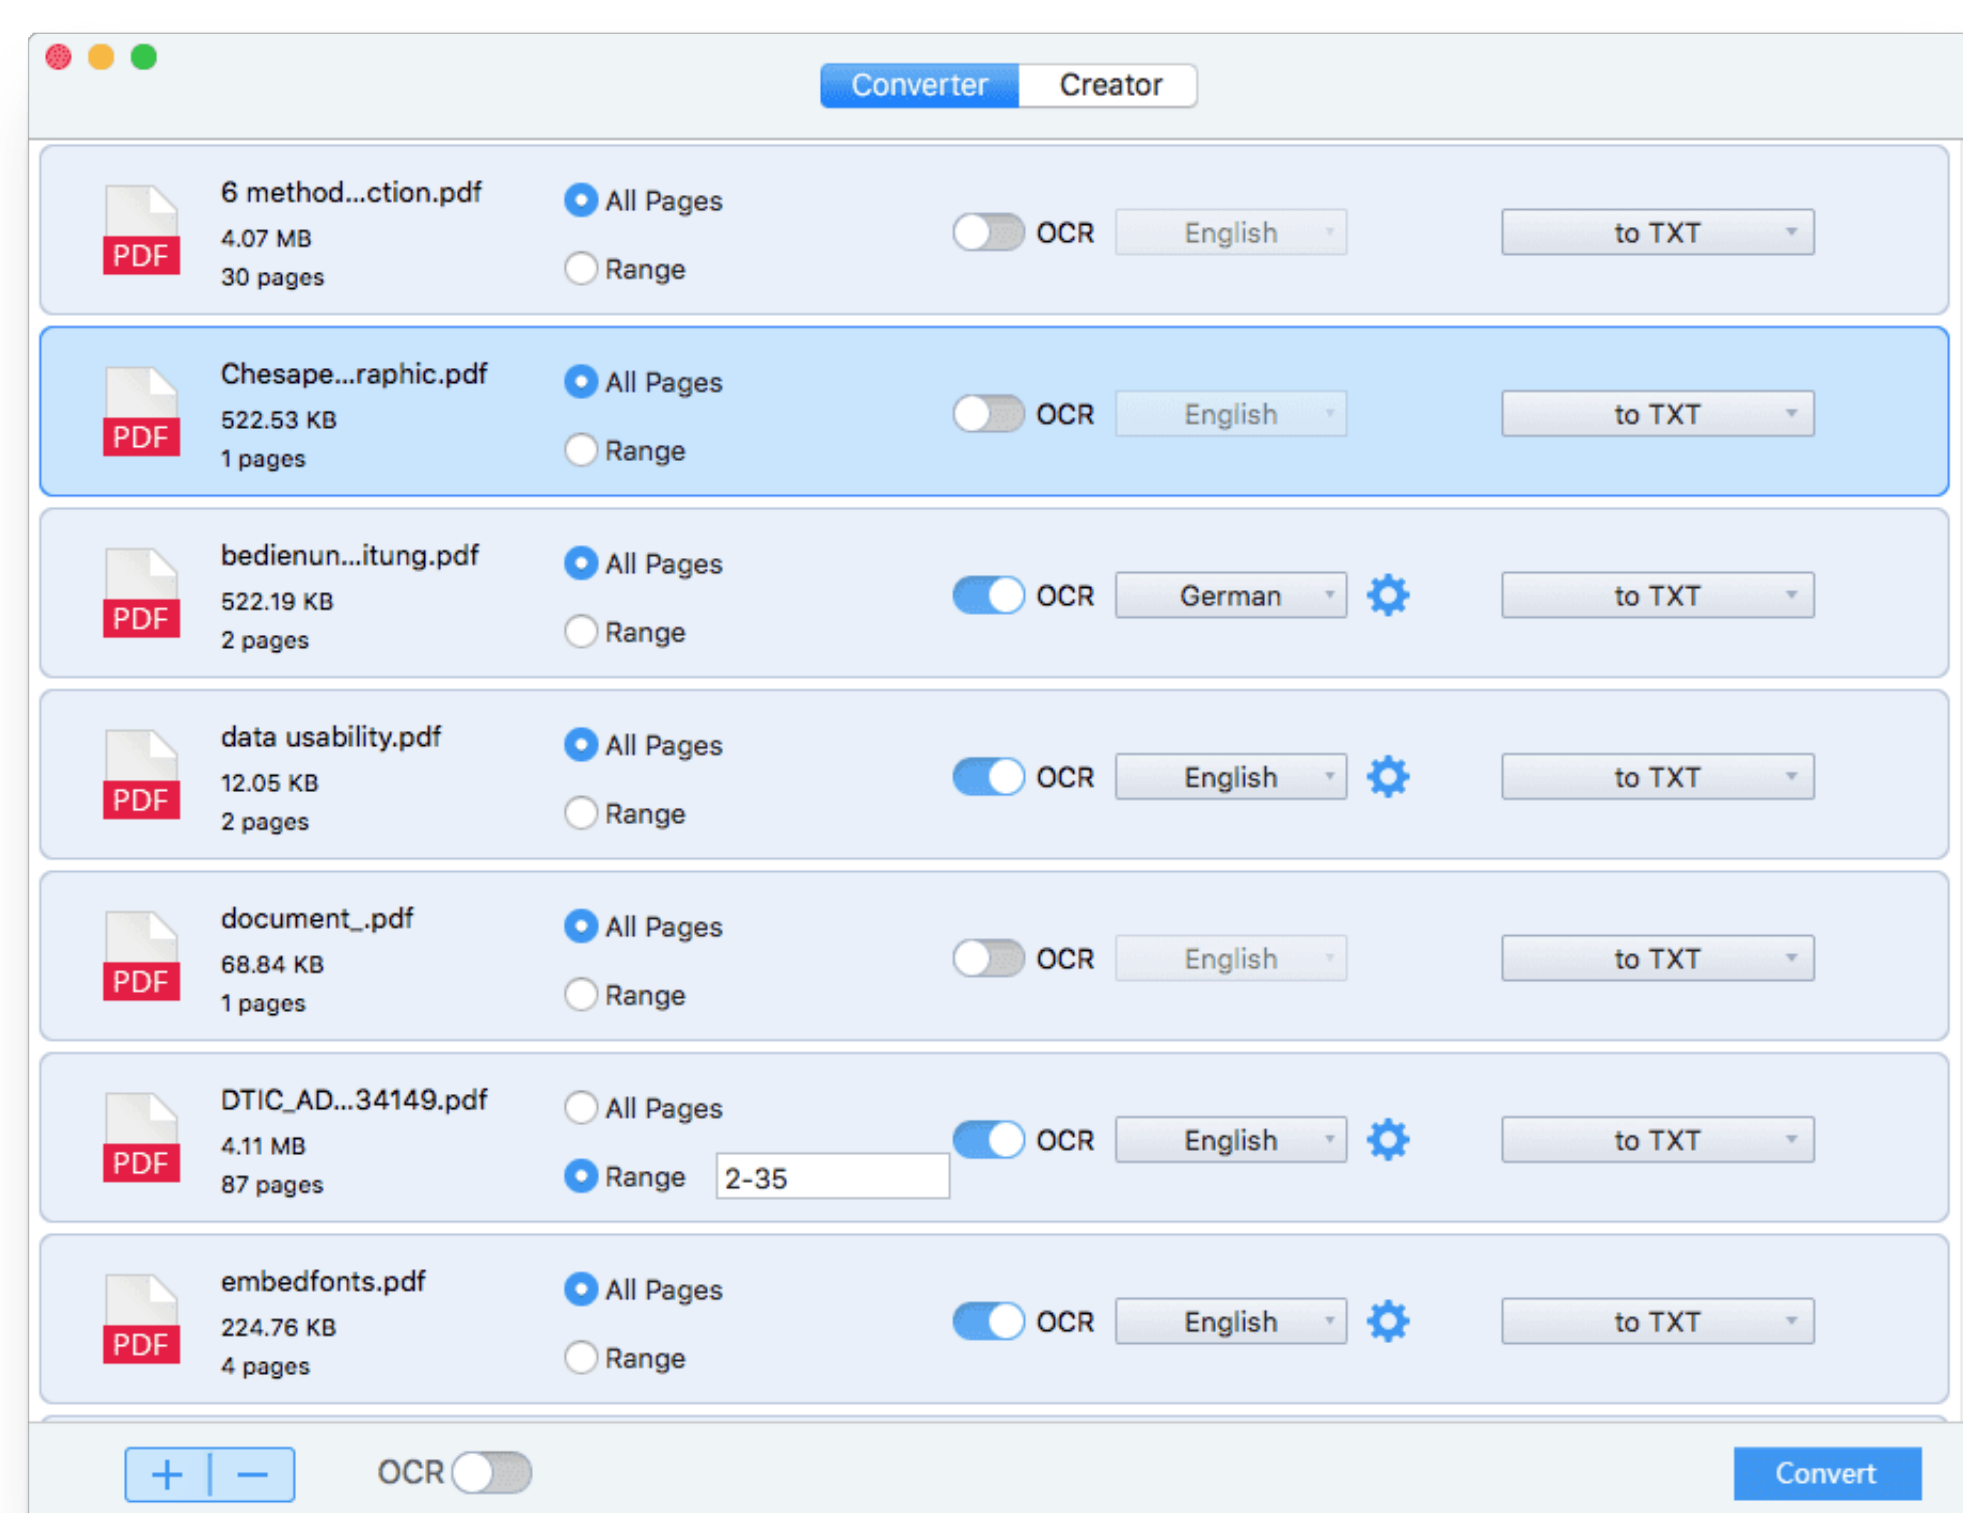 Converter Creator
6 method...ction.pdf
4.07 MB
30 pages
PDF
All Pages
Range
OCR English to TXT
Chesape...raphic.pdf
522.53 KB
1 pages
PDF
All Pages
Range
OCR English to TXT
bedienun...itung.pdf
522.19 KB
2 pages
PDF
All Pages
Range
OCR German to TXT
data usability.pdf
12.05 KB
2 pages
PDF
All Pages
Range
OCR English to TXT
document_.pdf
68.84 KB
1 pages
PDF
All Pages
Range
OCR English to TXT
DTIC_AD...34149.pdf
4.11 MB
87 pages
PDF
All Pages
Range 2-35
OCR English to TXT
embedfonts.pdf
224.76 KB
4 pages
PDF
All Pages
Range
OCR English to TXT
+ | − OCR Convert